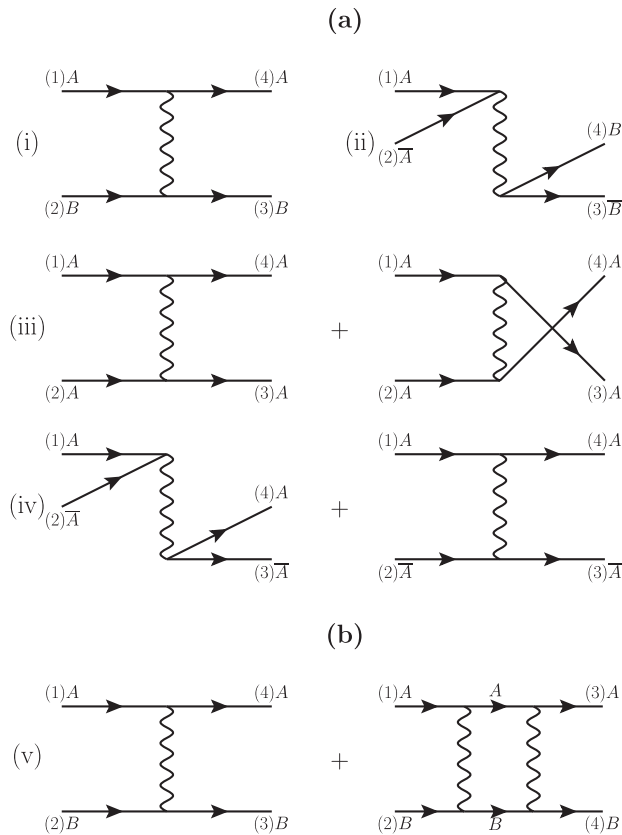 (a)
(1)A (4)A (1)A
(i) (ii) (2)A̅ (4)B
(2)B (3)B (3)B̅
(1)A (4)A (1)A (4)A
(iii) +
(2)A (3)A (2)A (3)A
(1)A (1)A (4)A
(iv) (2)A̅ (4)A +
(3)A̅ (2)A̅ (3)A̅
(b)
(1)A (4)A (1)A A (3)A
(v) +
(2)B (3)B (2)B B (4)B